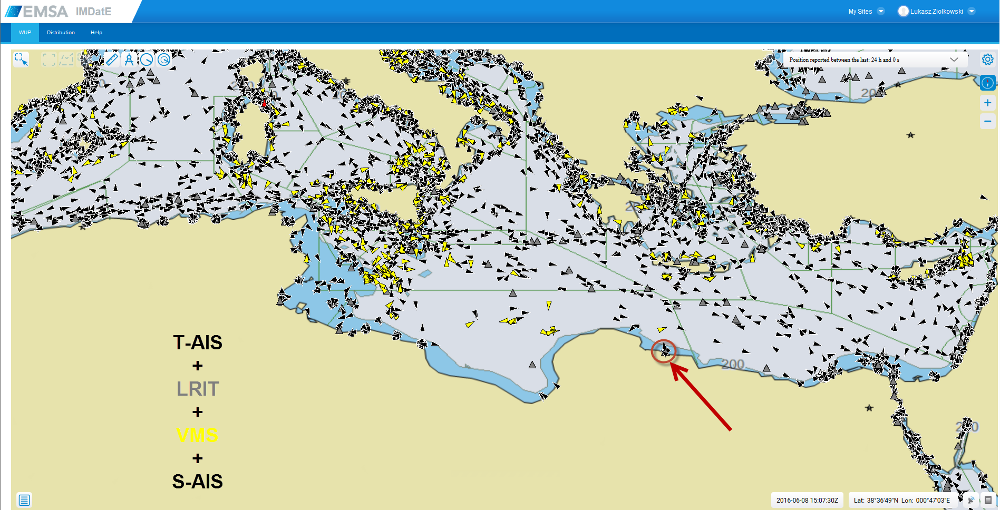 EMSA IMDatE
My Sites
Lukasz Ziolkowski
WUP Distribution Help
Position reported between the last: 24 h and 0 s
200
T-AIS
+
LRIT
+
VMS
+
S-AIS
2016-06-08 15:07:30Z
Lat: 38°36'49"N Lon: 000°47'03"E